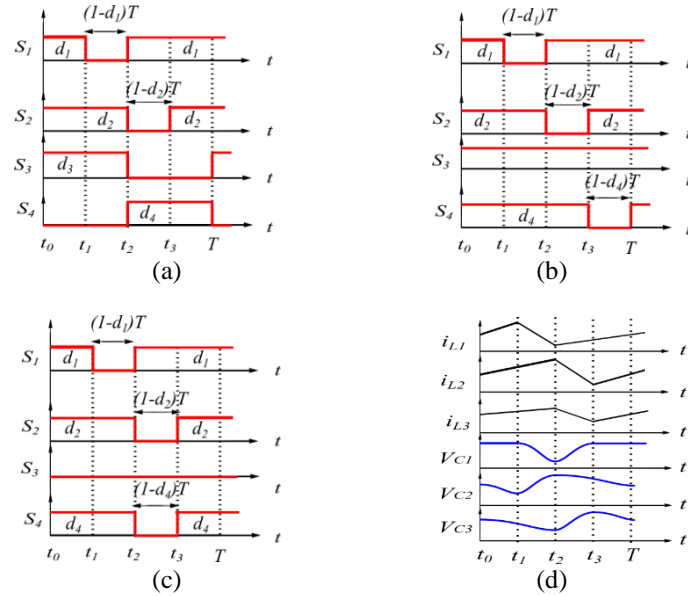 (1-d1)T
S1 d1 d1 t
(1-d2)T
S2 d2 d2 t
S3 d3 t
S4 d4 t
t0 t1 t2 t3 T
(a)
(1-d1)T
S1 d1 d1 t
(1-d2)T
S2 d2 d2 t
S3 t
(1-d4)T
S4 d4 t
t0 t1 t2 t3 T
(b)
(1-d1)T
S1 d1 d1 t
(1-d2)T
S2 d2 d2 t
S3 t
(1-d4)T
S4 d4 d4 t
t0 t1 t2 t3 T
(c)
iL1 t
iL2 t
iL3 t
VC1 t
VC2 t
VC3 t
t0 t1 t2 t3 T
(d)